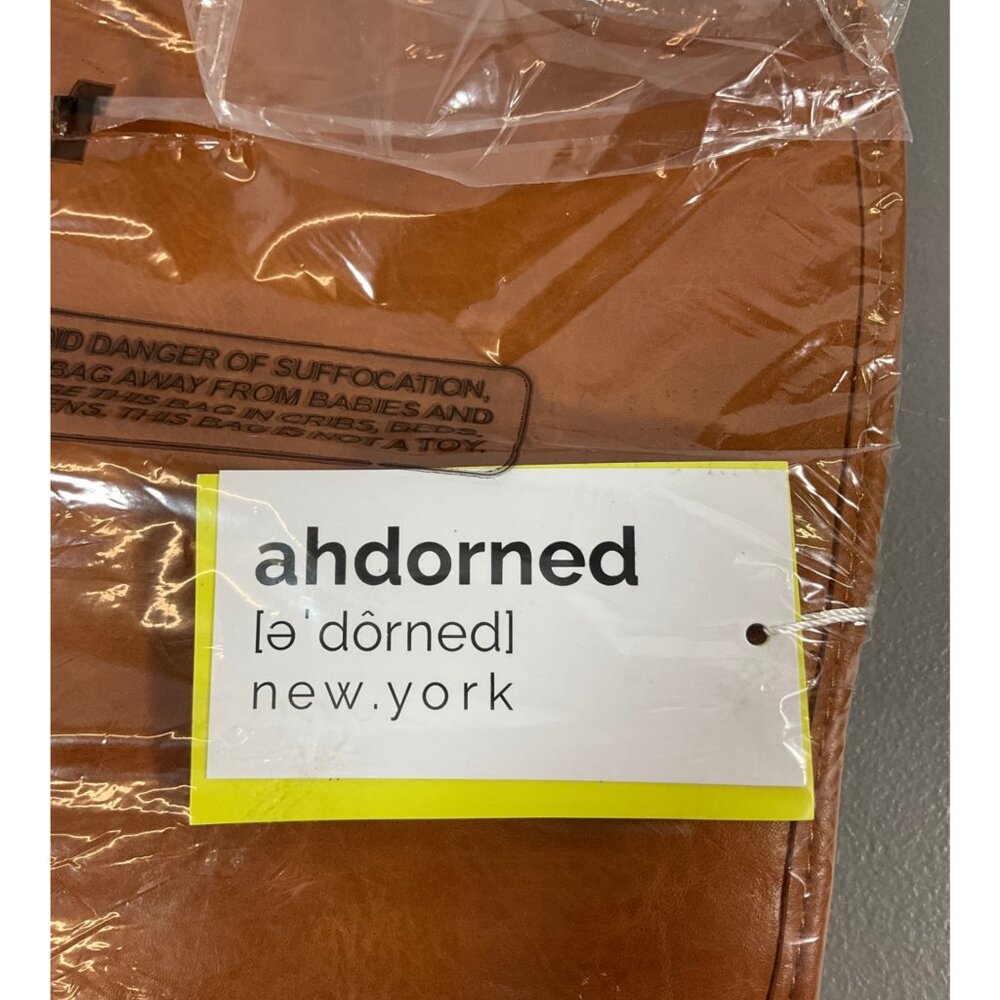 DANGER OF SUFFOCATION,
BAG AWAY FROM BABIES AND
THIS BAG IN CRIBS, BEDS,
THIS BAG IS NOT A TOY.
ahdorned
[ə'dôrned]
new.york